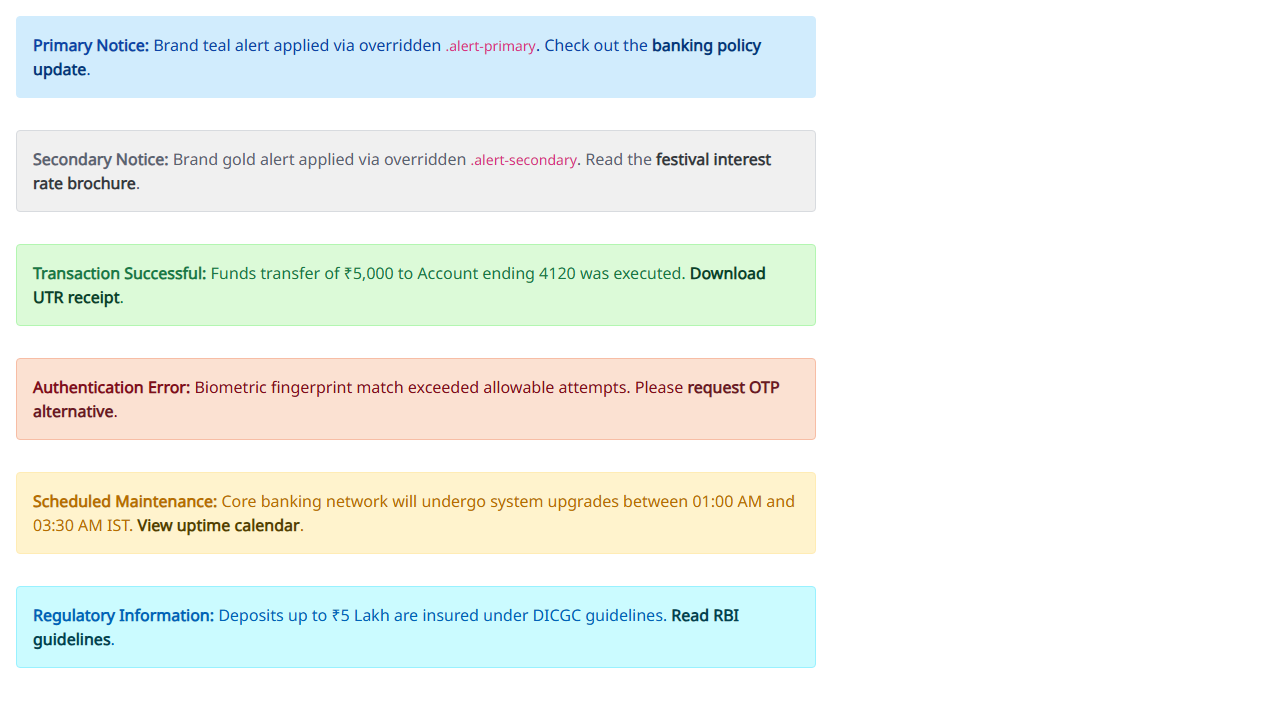 Primary Notice: Brand teal alert applied via overridden .alert-primary. Check out the banking policy
update.
Secondary Notice: Brand gold alert applied via overridden .alert-secondary. Read the festival interest
rate brochure.
Transaction Successful: Funds transfer of ₹5,000 to Account ending 4120 was executed. Download
UTR receipt.
Authentication Error: Biometric fingerprint match exceeded allowable attempts. Please request OTP
alternative.
Scheduled Maintenance: Core banking network will undergo system upgrades between 01:00 AM and
03:30 AM IST. View uptime calendar.
Regulatory Information: Deposits up to ₹5 Lakh are insured under DICGC guidelines. Read RBI
guidelines.